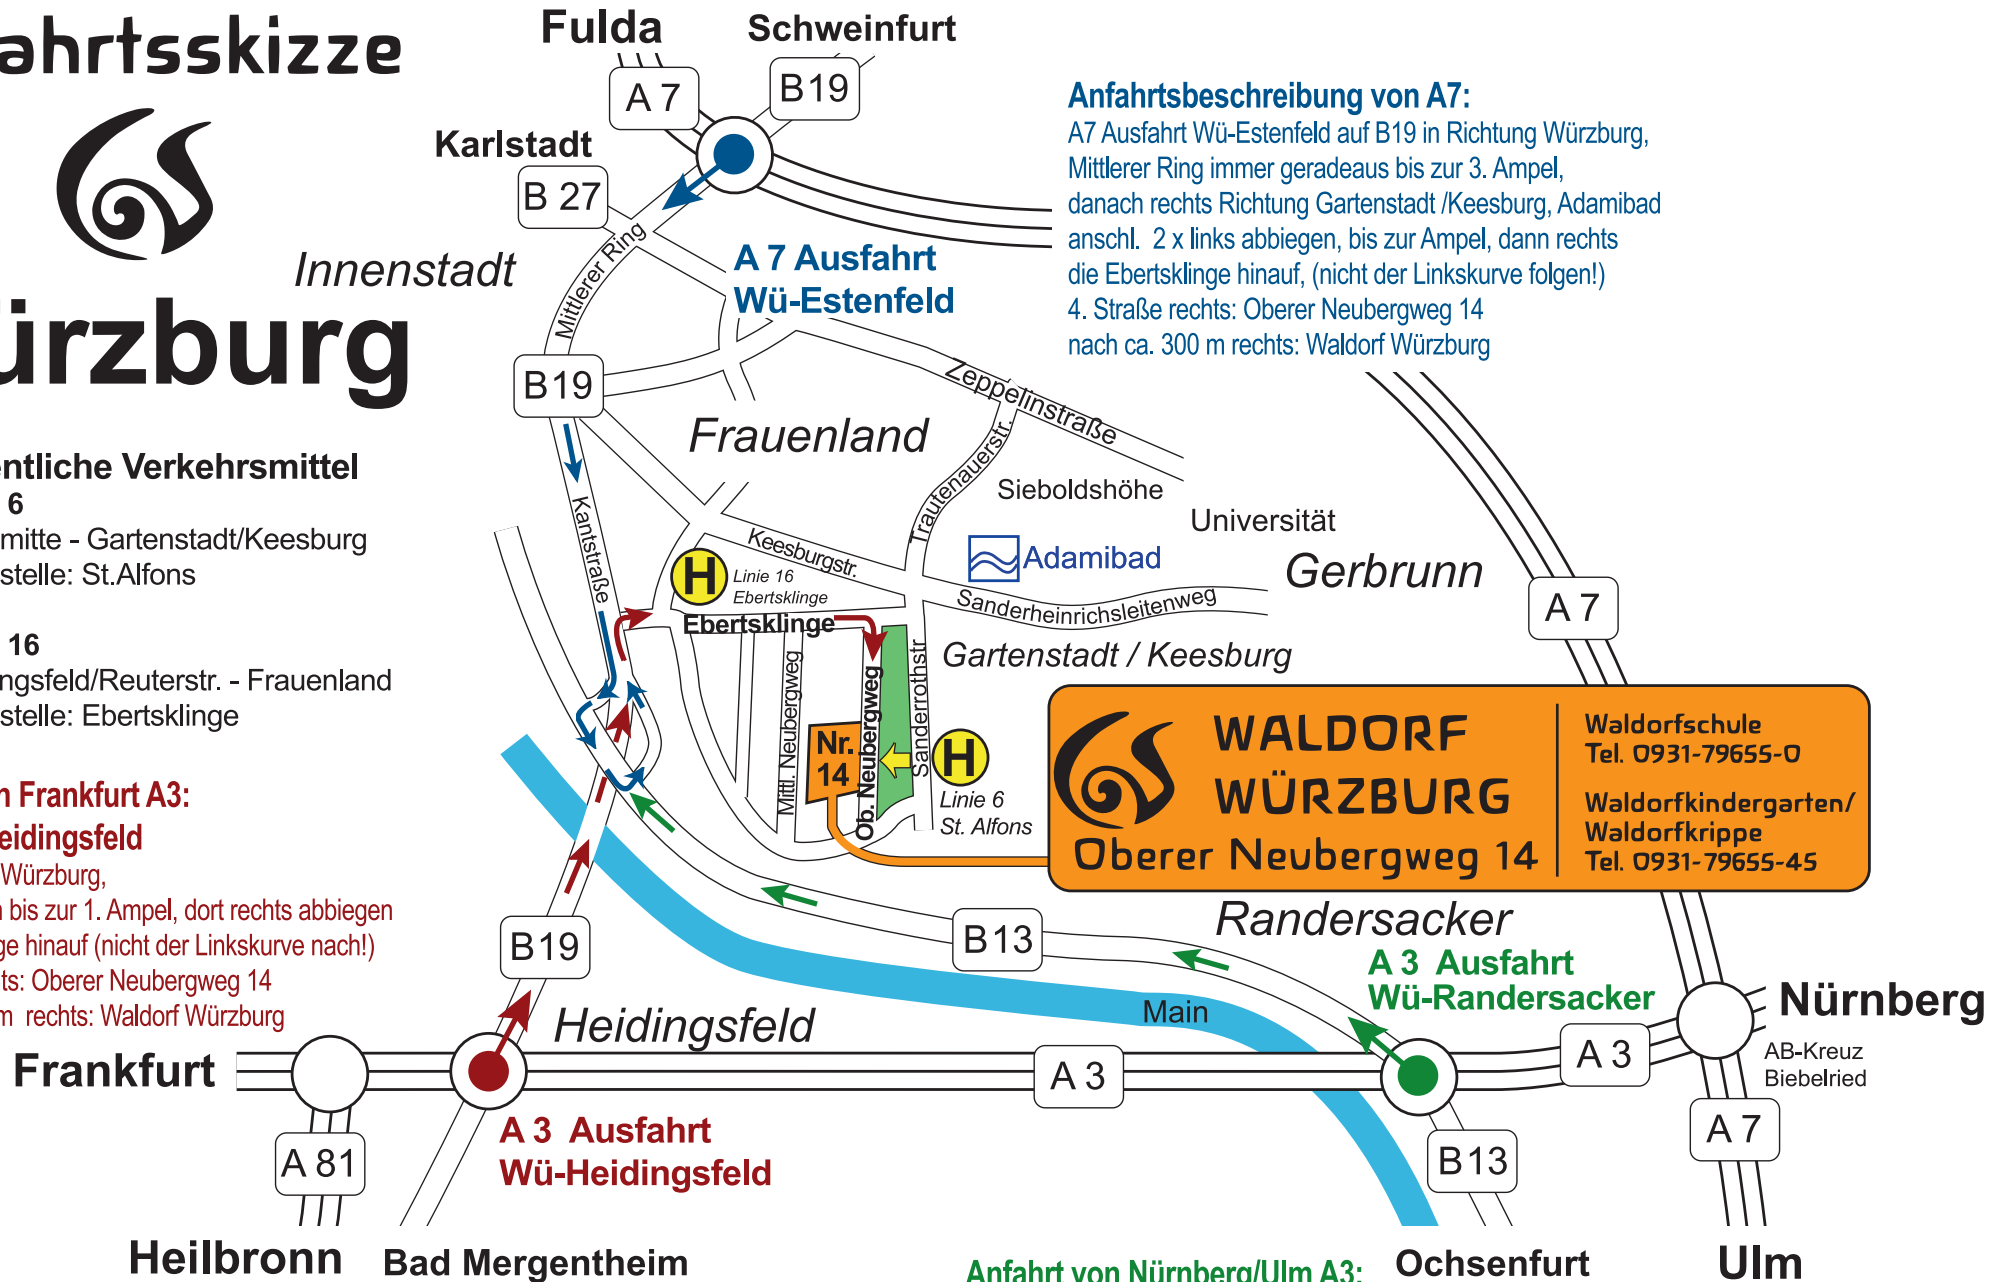 ahrtsskizze
ürzburg
entliche Verkehrsmittel
6
mitte - Gartenstadt/Keesburg
stelle: St.Alfons
16
ngsfeld/Reuterstr. - Frauenland
stelle: Ebertsklinge
n Frankfurt A3:
eidingsfeld
Würzburg,
n bis zur 1. Ampel, dort rechts abbiegen
ge hinauf (nicht der Linkskurve nach!)
ts: Oberer Neubergweg 14
m rechts: Waldorf Würzburg
Fulda
Schweinfurt
A 7
B19
Karlstadt
B 27
Innenstadt
Mittlerer Ring
A 7 Ausfahrt
Wü-Estenfeld
Anfahrtsbeschreibung von A7:
A7 Ausfahrt Wü-Estenfeld auf B19 in Richtung Würzburg,
Mittlerer Ring immer geradeaus bis zur 3. Ampel,
danach rechts Richtung Gartenstadt /Keesburg, Adamibad
anschl. 2 x links abbiegen, bis zur Ampel, dann rechts
die Ebertsklinge hinauf, (nicht der Linkskurve folgen!)
4. Straße rechts: Oberer Neubergweg 14
nach ca. 300 m rechts: Waldorf Würzburg
B19
Zeppelinstraße
Frauenland
Trautenauerstr.
Sieboldshöhe
Universität
Kantstraße
Keesburgstr.
Adamibad
Gerbrunn
H
Linie 16
Ebertsklinge
Sanderheinrichsleitenweg
A 7
Ebertsklinge
Gartenstadt / Keesburg
Mittl. Neubergweg
Ob. Neubergweg
Sanderrothstr
Nr.
14
H
Linie 6
St. Alfons
WALDORF
WÜRZBURG
Oberer Neubergweg 14
Waldorfschule
Tel. 0931-79655-0
Waldorfkindergarten/
Waldorfkrippe
Tel. 0931-79655-45
B19
B13
Randersacker
A 3 Ausfahrt
Wü-Randersacker
Heidingsfeld
Main
Nürnberg
AB-Kreuz
Biebelried
Frankfurt
A 3
A 3
A 3 Ausfahrt
Wü-Heidingsfeld
A 81
B13
A 7
Heilbronn
Bad Mergentheim
Anfahrt von Nürnberg/Ulm A3:
Ochsenfurt
Ulm